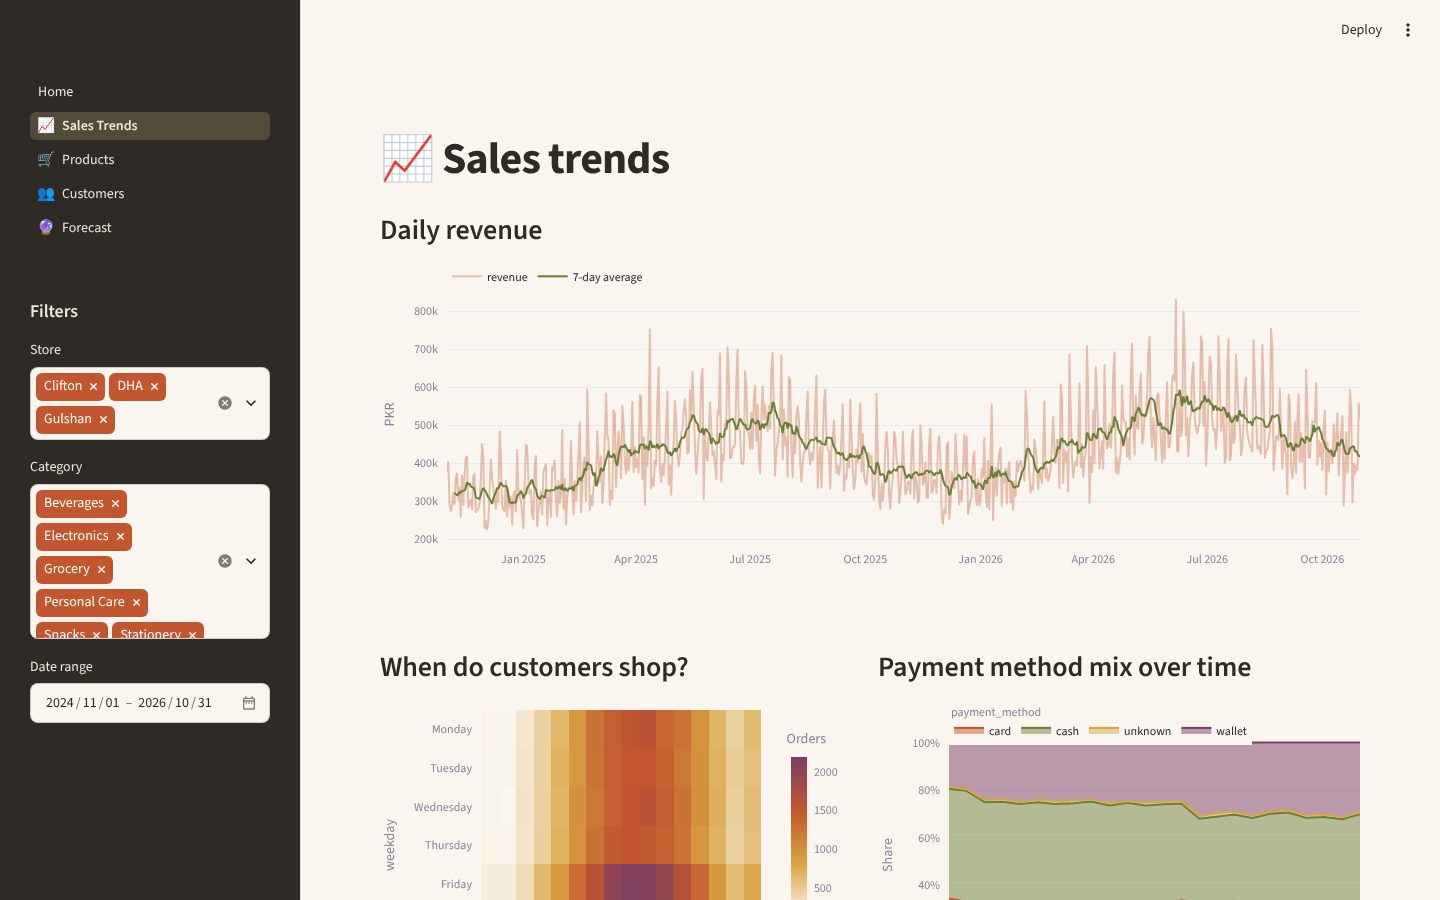 Deploy
Home
Sales Trends
Products
Customers
Forecast
Filters
Store
Clifton
DHA
Gulshan
Category
Beverages
Electronics
Grocery
Personal Care
Snacks
Stationery
Date range
2024 / 11 / 01 – 2026 / 10 / 31
Sales trends
Daily revenue
revenue
7-day average
PKR
800k
700k
600k
500k
400k
300k
200k
Jan 2025
Apr 2025
Jul 2025
Oct 2025
Jan 2026
Apr 2026
Jul 2026
Oct 2026
When do customers shop?
weekday
Monday
Tuesday
Wednesday
Thursday
Friday
Orders
2000
1500
1000
500
Payment method mix over time
payment_method
card
cash
unknown
wallet
Share
100%
80%
60%
40%